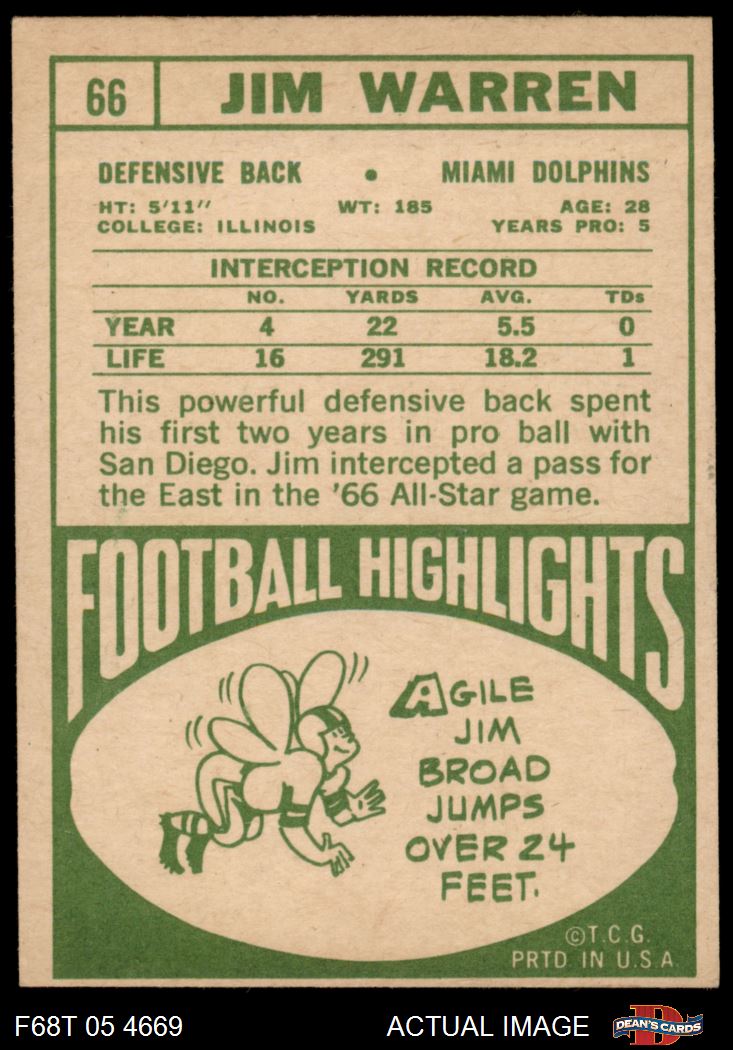 66 JIM WARREN
DEFENSIVE BACK • MIAMI DOLPHINS
HT: 5'11" WT: 185 AGE: 28
COLLEGE: ILLINOIS YEARS PRO: 5
INTERCEPTION RECORD
NO. YARDS AVG. TDs
YEAR 4 22 5.5 0
LIFE 16 291 18.2 1
This powerful defensive back spent
his first two years in pro ball with
San Diego. Jim intercepted a pass for
the East in the '66 All-Star game.
FOOTBALL HIGHLIGHTS
AGILE
JIM
BROAD
JUMPS
OVER 24
FEET.
©T.C.G.
PRTD. IN U.S.A.
F68T 05 4669 ACTUAL IMAGE DEAN'S CARDS